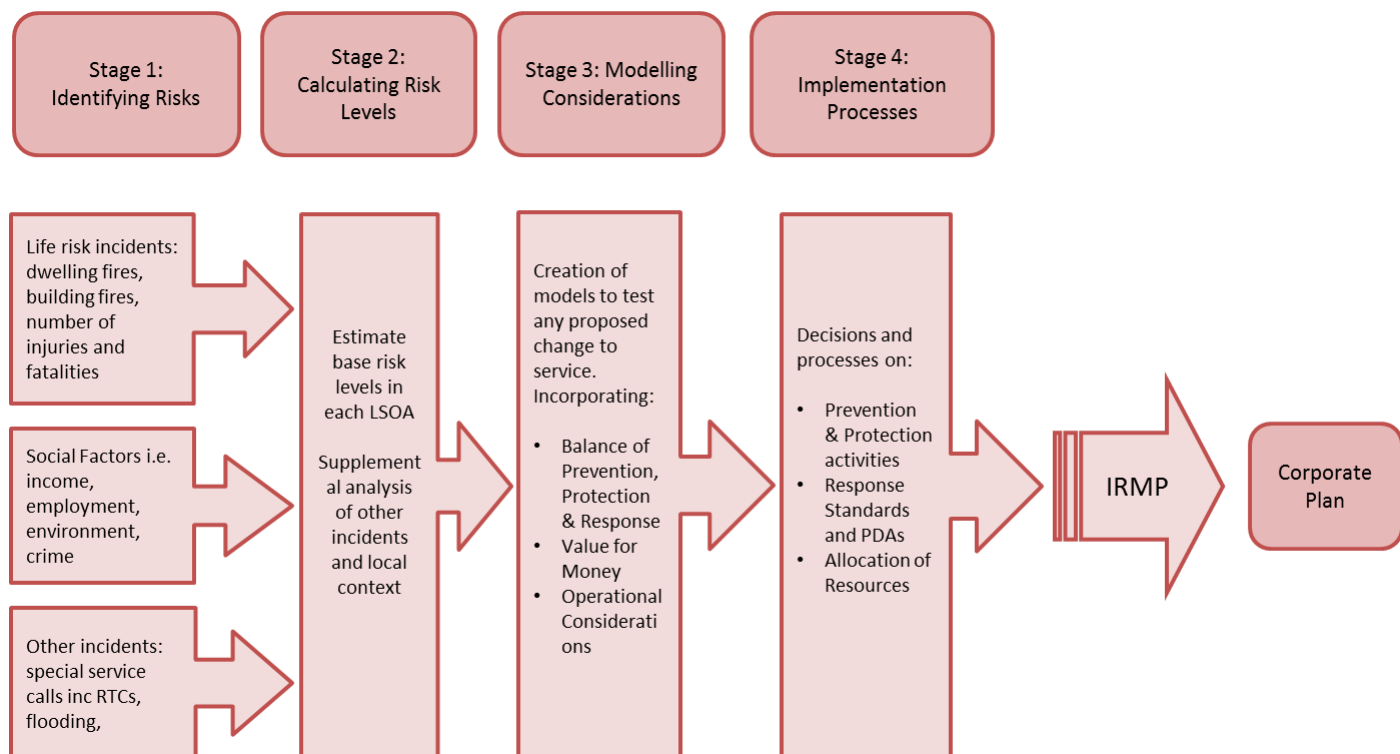 Stage 1:
Identifying Risks
Stage 2:
Calculating Risk
Levels
Stage 3: Modelling
Considerations
Stage 4:
Implementation
Processes
Life risk incidents:
dwelling fires,
building fires,
number of
injuries and
fatalities
Social Factors i.e.
income,
employment,
environment,
crime
Other incidents:
special service
calls inc RTCs,
flooding,
Estimate
base risk
levels in
each LSOA
Supplement
al analysis
of other
incidents
and local
context
Creation of
models to test
any proposed
change to
service.
Incorporating:
• Balance of
Prevention,
Protection
& Response
• Value for
Money
• Operational
Considerati
ons
Decisions and
processes on:
• Prevention
& Protection
activities
• Response
Standards
and PDAs
• Allocation of
Resources
IRMP
Corporate
Plan